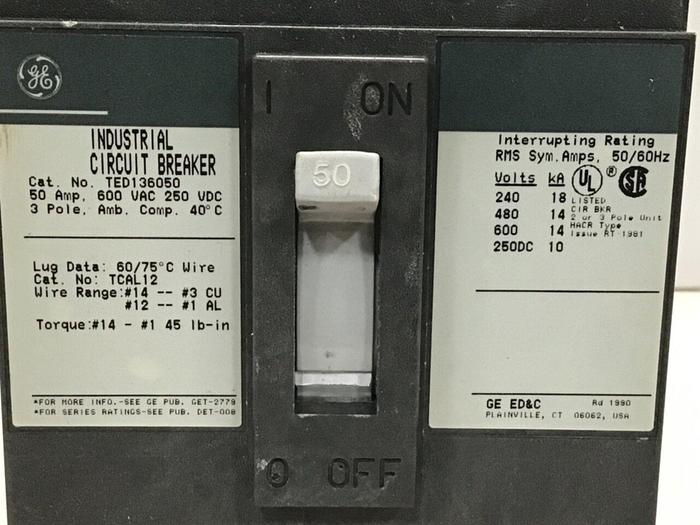 GE
INDUSTRIAL
CIRCUIT BREAKER
Cat. No. TED136050
50 Amp, 600 VAC 250 VDC
3 Pole, Amb. Comp. 40°C
Lug Data: 60/75°C Wire
Cat. No: TCAL12
Wire Range:#14 -- #3 CU
#12 -- #1 AL
Torque:#14 - #1 45 lb-in
*FOR MORE INFO.-SEE GE PUB. GET-2779
*FOR SERIES RATINGS-SEE PUB. DET-008
I ON
50
O OFF
Interrupting Rating
RMS Sym. Amps, 50/60Hz
Volts kA UL ® SA
240 18 LISTED
CIR BKR
480 14 2 or 3 Pole Unit
HACR Type
600 14 Issue RT-1981
250DC 10
GE ED&C Rd 1990
PLAINVILLE, CT 06062, USA